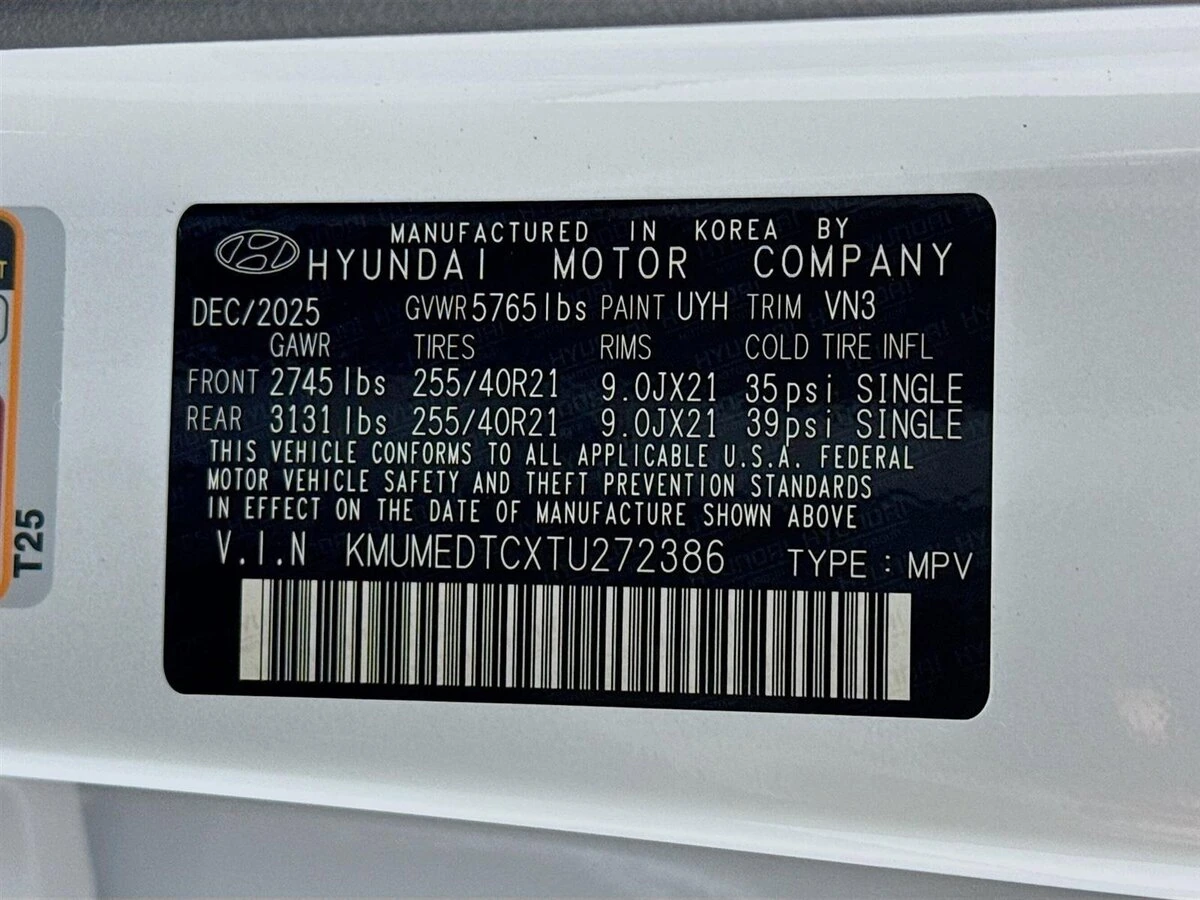 MANUFACTURED IN KOREA BY
HYUNDAI MOTOR COMPANY
DEC/2025 GVWR 5765lbs PAINT UYH TRIM VN3
GAWR TIRES RIMS COLD TIRE INFL
FRONT 2745 lbs 255/40R21 9.0JX21 35psi SINGLE
REAR 3131 lbs 255/40R21 9.0JX21 39psi SINGLE
THIS VEHICLE CONFORMS TO ALL APPLICABLE U.S.A. FEDERAL
MOTOR VEHICLE SAFETY AND THEFT PREVENTION STANDARDS
IN EFFECT ON THE DATE OF MANUFACTURE SHOWN ABOVE
V.I.N KMUMEDTCXTU272386 TYPE : MPV
T25